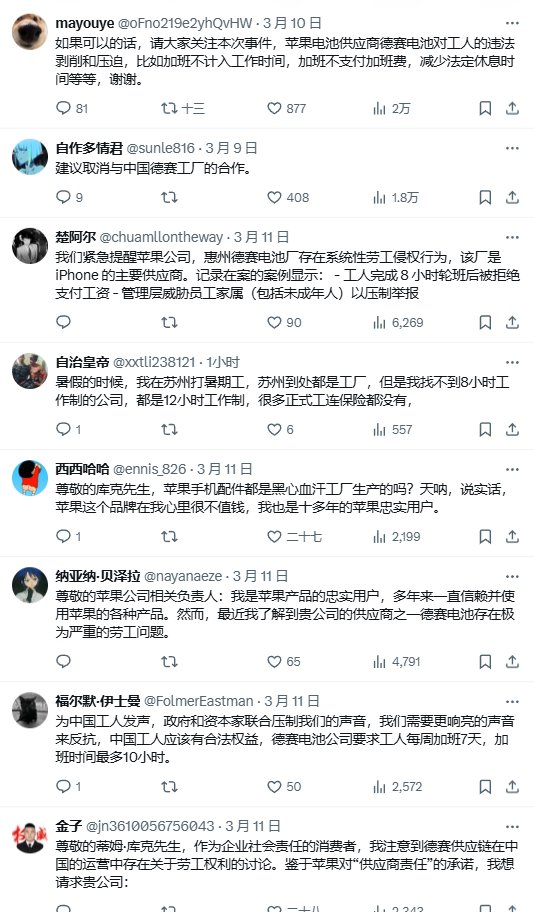 mayouye @oFno219e2yhQvHW · 3 月 10 日
如果可以的话，请大家关注本次事件，苹果电池供应商德赛电池对工人的违法
剥削和压迫，比如加班不计入工作时间，加班不支付加班费，减少法定休息时
间等等，谢谢。
81 十三 877 2万
自作多情君 @sunle816 · 3 月 9 日
建议取消与中国德赛工厂的合作。
9 408 1.8万
楚阿尔 @chuamllontheway · 3 月 11 日
我们紧急提醒苹果公司，惠州德赛电池厂存在系统性劳工侵权行为，该厂是
iPhone 的主要供应商。记录在案的案例显示： - 工人完成 8 小时轮班后被拒绝
支付工资 - 管理层威胁员工家属（包括未成年人）以压制举报
90 6,269
自治皇帝 @xxtli238121 · 1小时
暑假的时候，我在苏州打暑期工，苏州到处都是工厂，但是我找不到8小时工
作制的公司，都是12小时工作制，很多正式工连保险都没有，
1 6 557
西西哈哈 @ennis_826 · 3 月 11 日
尊敬的库克先生，苹果手机配件都是黑心血汗工厂生产的吗？天呐，说实话，
苹果这个品牌在我心里很不值钱，我也是十多年的苹果忠实用户。
1 二十七 2,199
纳亚纳·贝泽拉 @nayanaeze · 3 月 11 日
尊敬的苹果公司相关负责人：我是苹果产品的忠实用户，多年来一直信赖并使
用苹果的各种产品。然而，最近我了解到贵公司的供应商之一德赛电池存在极
为严重的劳工问题。
65 4,791
福尔默·伊士曼 @FolmerEastman · 3 月 11 日
为中国工人发声，政府和资本家联合压制我们的声音，我们需要更响亮的声音
来反抗，中国工人应该有合法权益，德赛电池公司要求工人每周加班7天，加
班时间最多10小时。
1 50 2,572
金子 @jn3610056756043 · 3 月 11 日
尊敬的蒂姆·库克先生，作为企业社会责任的消费者，我注意到德赛供应链在中
国的运营中存在关于劳工权利的讨论。鉴于苹果对“供应商责任”的承诺，我想
请求贵公司：